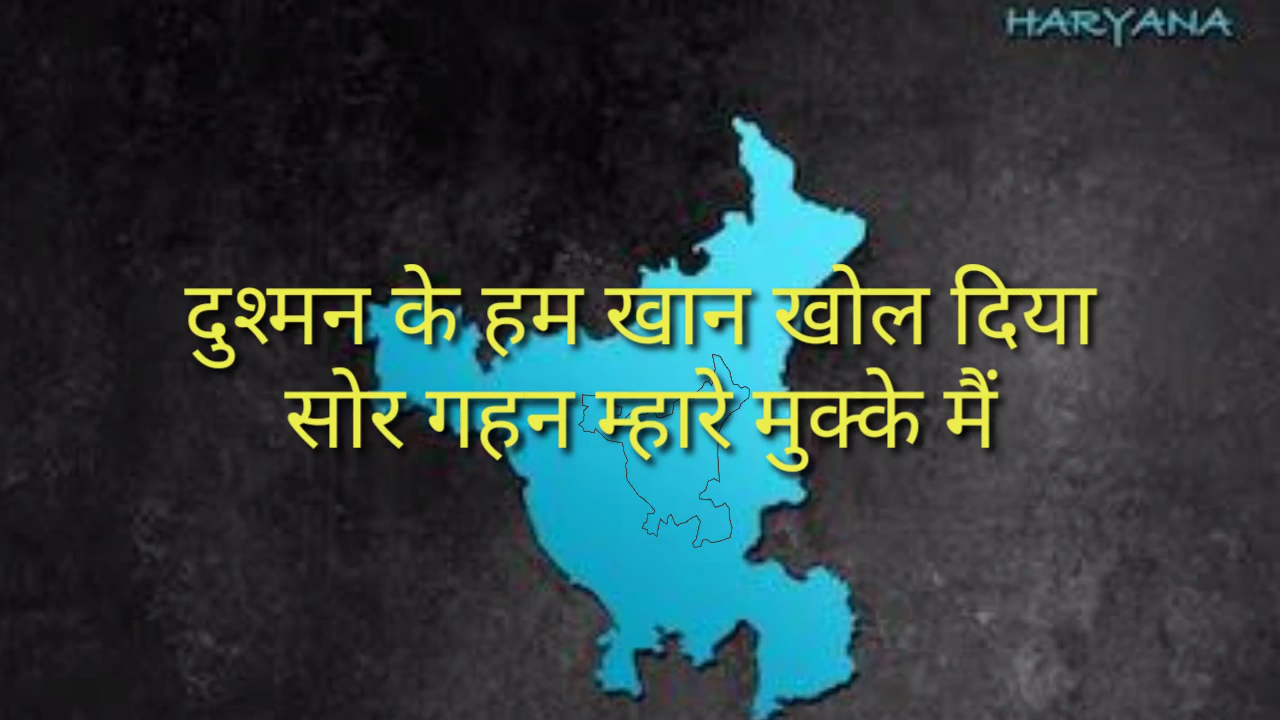 HARYANA
दुश्मन के हम खान खोल दिया
सोर गहन म्हारे मुक्के मैं